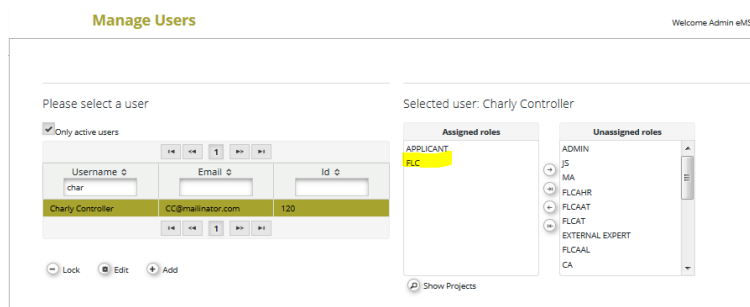 Manage Users
Welcome Admin eMS
Please select a user
Only active users
1
Username Email Id
char
Charly Controller CC@mailinator.com 120
1
Lock Edit Add
Selected user: Charly Controller
Assigned roles
APPLICANT
FLC
Unassigned roles
ADMIN
JS
MA
FLCAHR
FLCAAT
FLCAT
EXTERNAL EXPERT
FLCAAL
CA
Show Projects